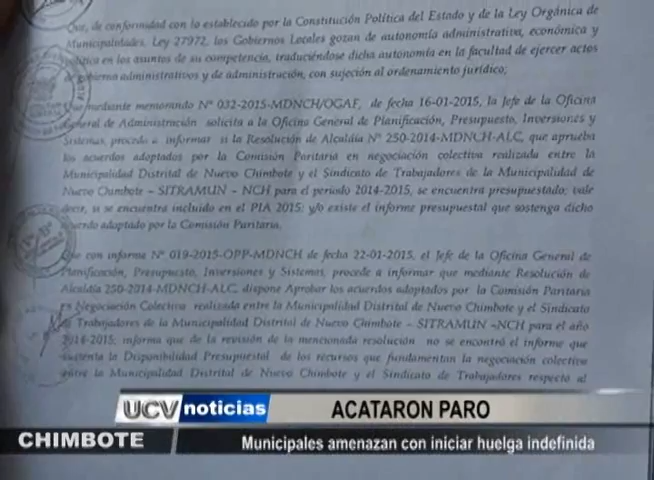 Que, de conformidad con lo establecido por la Constitución Política del Estado y de la Ley Orgánica de
Municipalidades, Ley 27972, los Gobiernos Locales gozan de autonomía administrativa, económica y
política en los asuntos de su competencia, traduciéndose dicha autonomía en la facultad de ejercer actos
de gobierno administrativos y de administración, con sujeción al ordenamiento jurídico;
Que mediante memorando Nº 032-2015-MDNCH/OGAF, de fecha 16-01-2015, la Jefe de la Oficina
General de Administración solicita a la Oficina General de Planificación, Presupuesto, Inversiones y
Sistemas, proceda a informar si la Resolución de Alcaldía Nº 250-2014-MDNCH-ALC, que aprueba
los acuerdos adoptados por la Comisión Paritaria en negociación colectiva realizada entre la
Municipalidad Distrital de Nuevo Chimbote y el Sindicato de Trabajadores de la Municipalidad de
Nuevo Chimbote – SITRAMUN – NCH para el periodo 2014-2015, se encuentra presupuestado; vale
decir, si se encuentra incluido en el PIA 2015; y/o existe el informe presupuestal que sostenga dicho
acuerdo adoptado por la Comisión Paritaria.
Que con informe Nº 019-2015-OPP-MDNCH de fecha 22-01-2015, el Jefe de la Oficina General de
Planificación, Presupuesto, Inversiones y Sistemas, procede a informar que mediante Resolución de
Alcaldía 250-2014-MDNCH-ALC, dispone Aprobar los acuerdos adoptados por la Comisión Paritaria
en Negociación Colectiva realizada entre la Municipalidad Distrital de Nuevo Chimbote y el Sindicato
de Trabajadores de la Municipalidad Distrital de Nuevo Chimbote – SITRAMUN -NCH para el año
2014-2015, informa que de la revisión de la mencionada resolución no se encontró el informe que
sustenta la Disponibilidad Presupuestal de los recursos que fundamentan la negociación colectiva
entre la Municipalidad Distrital de Nuevo Chimbote y el Sindicato de Trabajadores respecto al
UCV noticias ACATARON PARO
CHIMBOTE Municipales amenazan con iniciar huelga indefinida